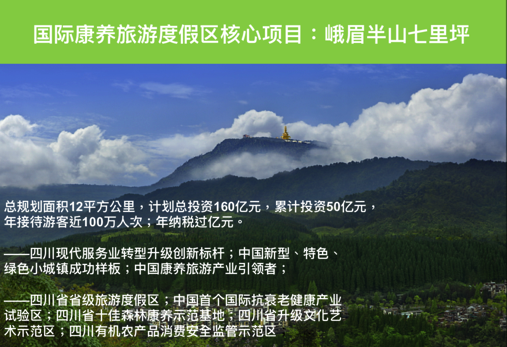 国际康养旅游度假区核心项目：峨眉半山七里坪
总规划面积12平方公里，计划总投资160亿元，累计投资50亿元，
年接待游客近100万人次；年纳税过亿元。
——四川现代服务业转型升级创新标杆；中国新型、特色、
绿色小城镇成功样板；中国康养旅游产业引领者；
——四川省省级旅游度假区；中国首个国际抗衰老健康产业
试验区；四川省十佳森林康养示范基地；四川省升级文化艺
术示范区；四川有机农产品消费安全监管示范区